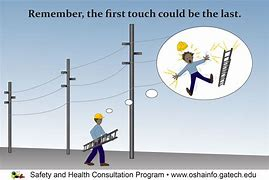 Remember, the first touch could be the last.
Safety and Health Consultation Program • www.oshainfo.gatech.edu